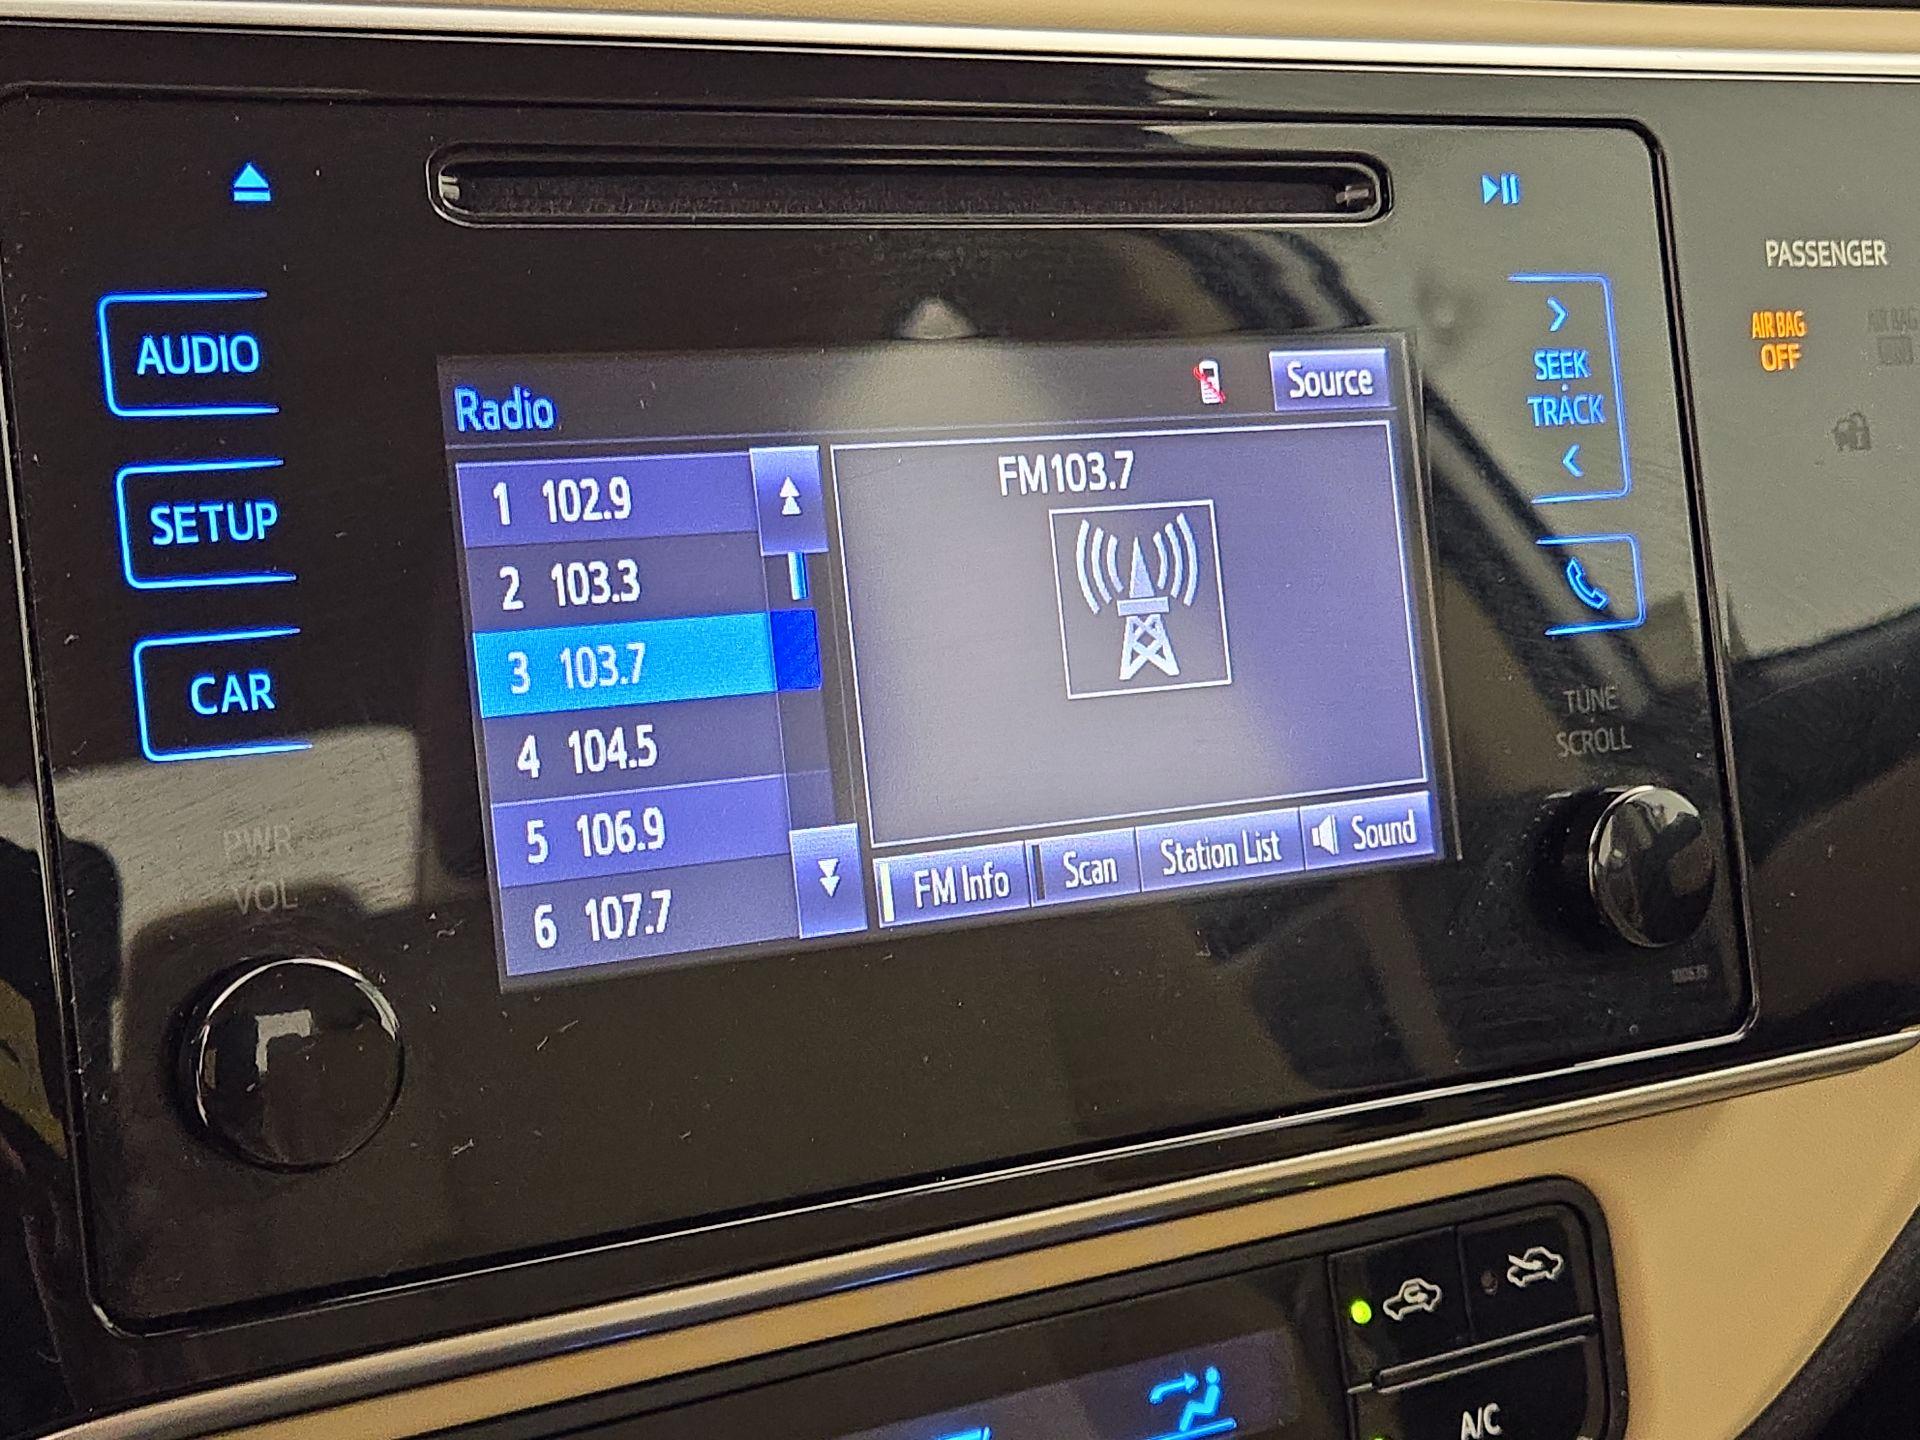 PASSENGER
AIR BAG
OFF
AIR BAG
AUDIO
SETUP
CAR
PWR
VOL
Radio
Source
1 102.9
2 103.3
3 103.7
4 104.5
5 106.9
6 107.7
FM103.7
FM Info
Scan
Station List
Sound
SEEK
TRACK
TUNE
SCROLL
A/C